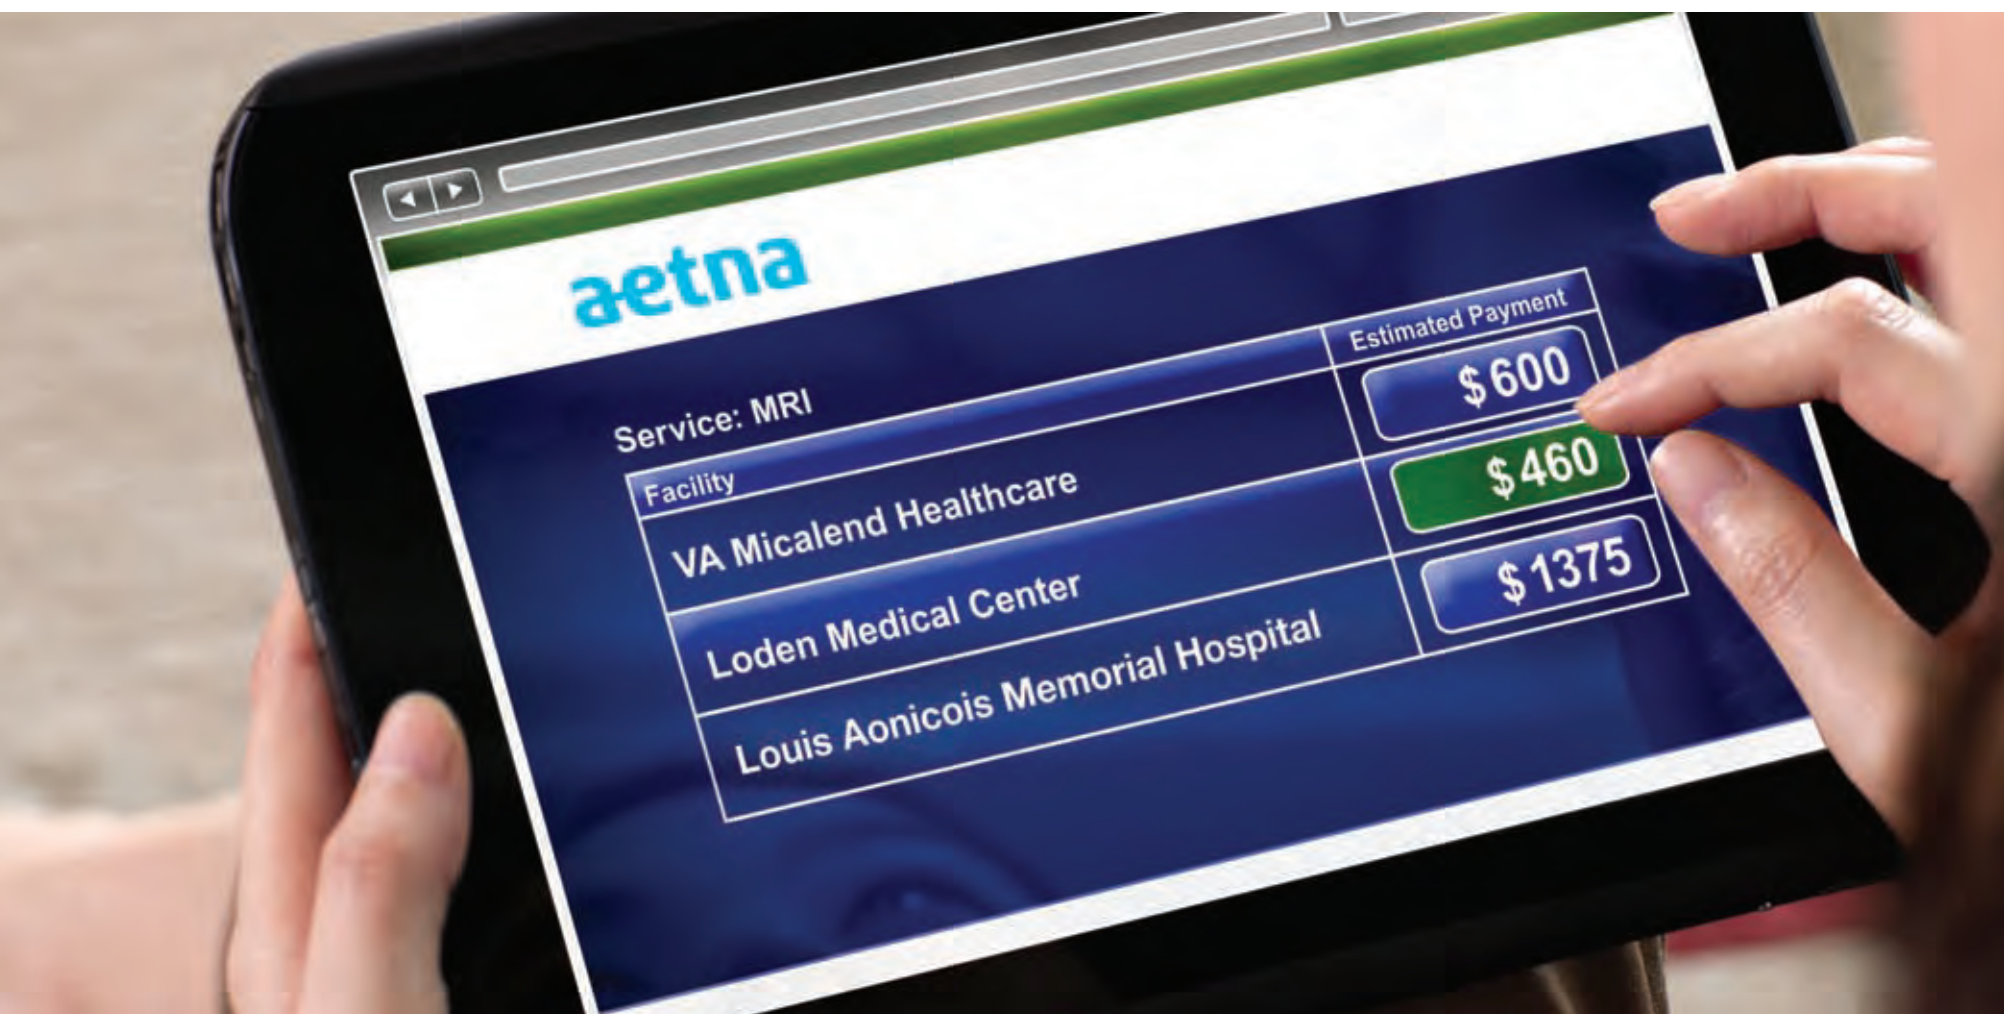 aetna
Service: MRI
Facility Estimated Payment
VA Micalend Healthcare $600
Loden Medical Center $460
Louis Aonicois Memorial Hospital $1375